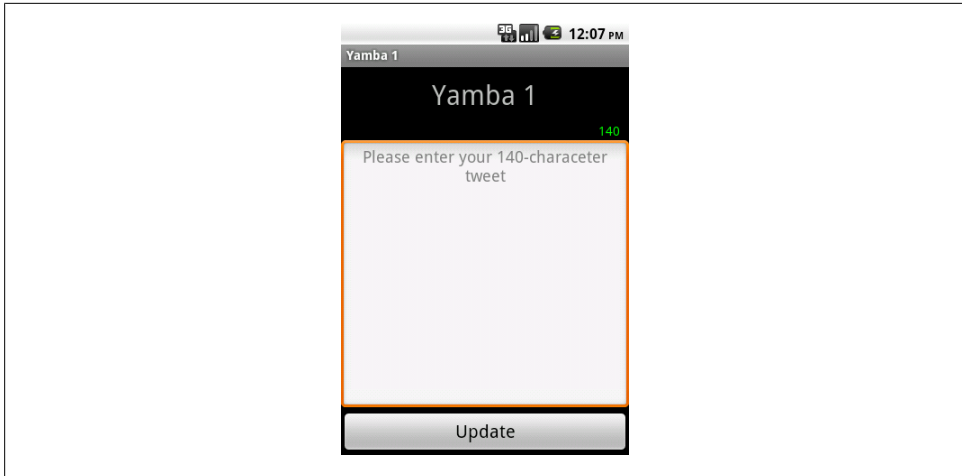 3G
12:07 PM
Yamba 1
Yamba 1
140
Please enter your 140-characeter
tweet
Update